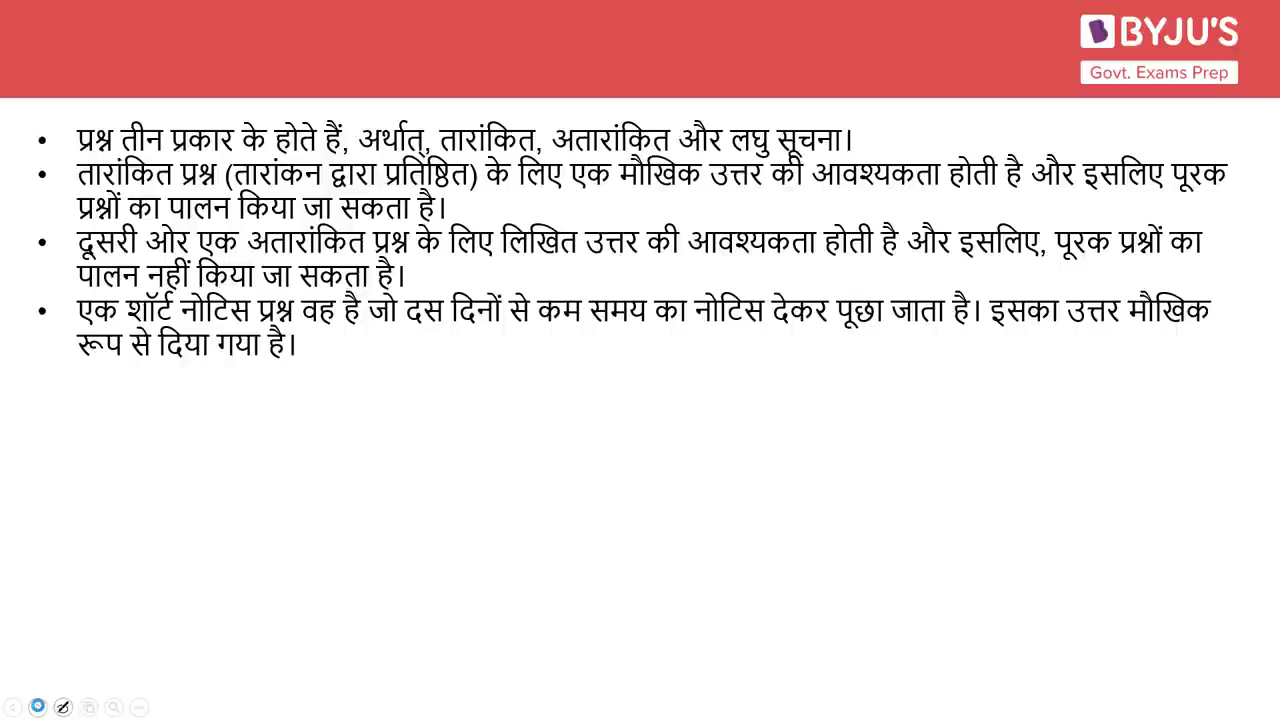 BYJU'S
Govt. Exams Prep
• प्रश्न तीन प्रकार के होते हैं, अर्थात्, तारांकित, अतारांकित और लघु सूचना।
• तारांकित प्रश्न (तारांकन द्वारा प्रतिष्ठित) के लिए एक मौखिक उत्तर की आवश्यकता होती है और इसलिए पूरक
प्रश्नों का पालन किया जा सकता है।
• दूसरी ओर एक अतारांकित प्रश्न के लिए लिखित उत्तर की आवश्यकता होती है और इसलिए, पूरक प्रश्नों का
पालन नहीं किया जा सकता है।
• एक शॉर्ट नोटिस प्रश्न वह है जो दस दिनों से कम समय का नोटिस देकर पूछा जाता है। इसका उत्तर मौखिक
रूप से दिया गया है।